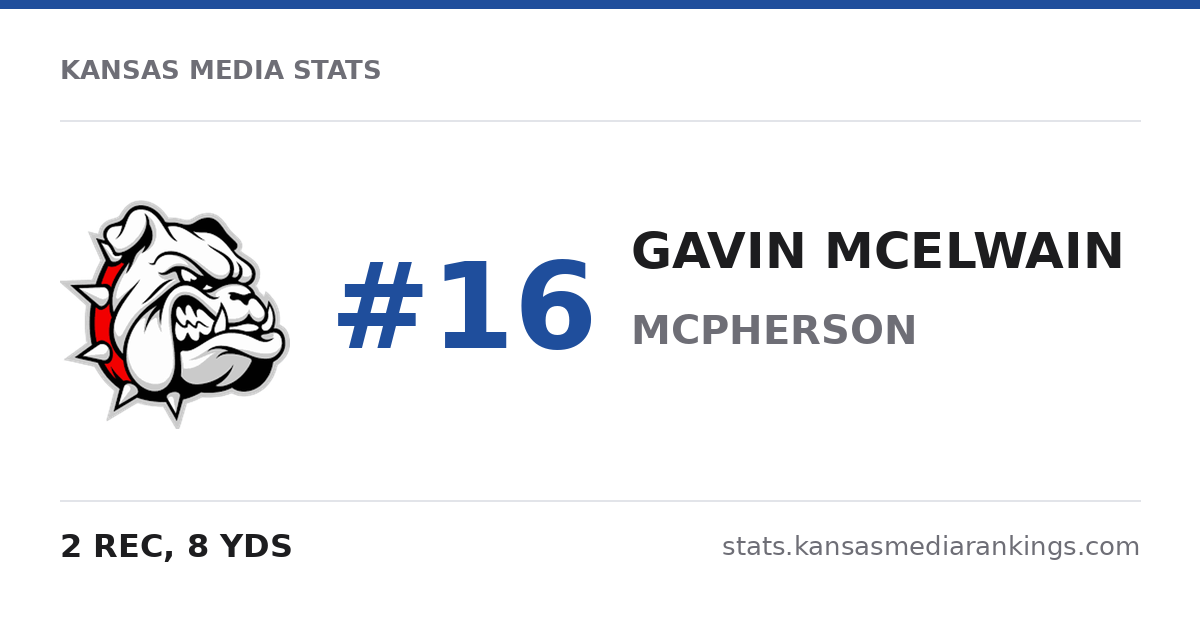 KANSAS MEDIA STATS
#16
GAVIN MCELWAIN
MCPHERSON
2 REC, 8 YDS
stats.kansasmediarankings.com